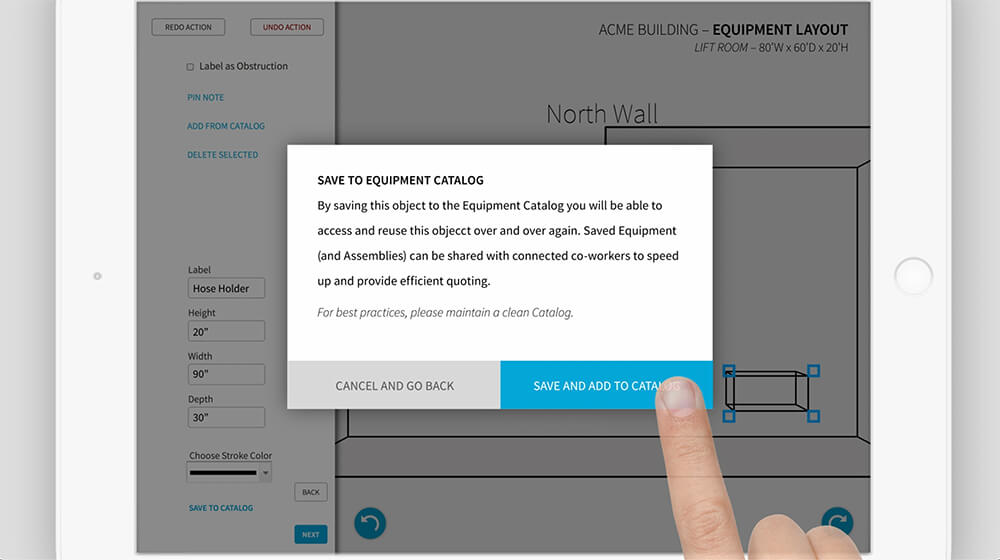 REDO ACTION
UNDO ACTION
Label as Obstruction
PIN NOTE
ADD FROM CATALOG
DELETE SELECTED
Label
Hose Holder
Height
20”
Width
90”
Depth
30”
Choose Stroke Color
BACK
SAVE TO CATALOG
NEXT
ACME BUILDING – EQUIPMENT LAYOUT
LIFT ROOM – 80'W x 60'D x 20'H
North Wall
SAVE TO EQUIPMENT CATALOG
By saving this object to the Equipment Catalog you will be able to
access and reuse this objecct over and over again. Saved Equipment
(and Assemblies) can be shared with connected co-workers to speed
up and provide efficient quoting.
For best practices, please maintain a clean Catalog.
CANCEL AND GO BACK
SAVE AND ADD TO CATALOG